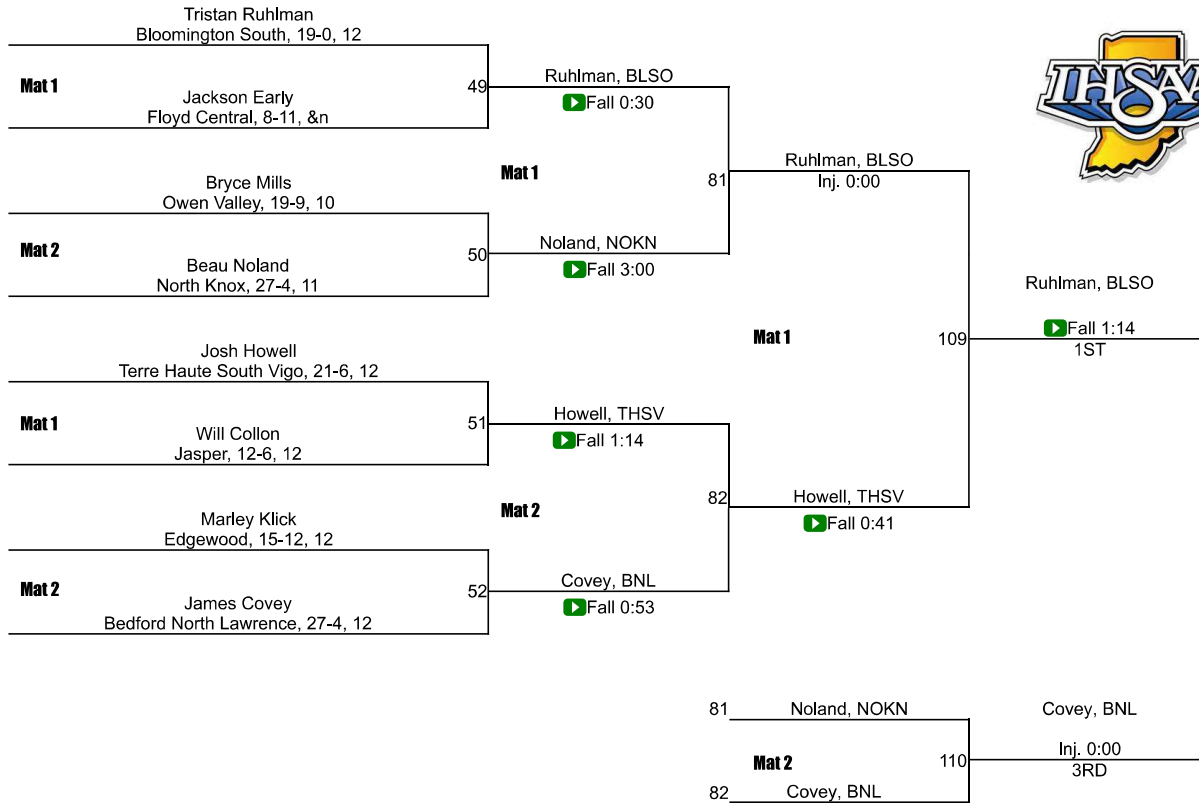 Tristan Ruhlman
Bloomington South, 19-0, 12
Mat 1
Jackson Early
Floyd Central, 8-11, &n
49
Ruhlman, BLSO
Fall 0:30
Bryce Mills
Owen Valley, 19-9, 10
Mat 2
Beau Noland
North Knox, 27-4, 11
50
Noland, NOKN
Fall 3:00
Mat 1
81
Ruhlman, BLSO
Inj. 0:00
Josh Howell
Terre Haute South Vigo, 21-6, 12
Mat 1
Will Collon
Jasper, 12-6, 12
51
Howell, THSV
Fall 1:14
Marley Klick
Edgewood, 15-12, 12
Mat 2
James Covey
Bedford North Lawrence, 27-4, 12
52
Covey, BNL
Fall 0:53
Mat 2
82
Howell, THSV
Fall 0:41
Mat 1
109
Ruhlman, BLSO
Fall 1:14
1ST
81
Noland, NOKN
Mat 2
82
Covey, BNL
110
Covey, BNL
Inj. 0:00
3RD
IHSAA